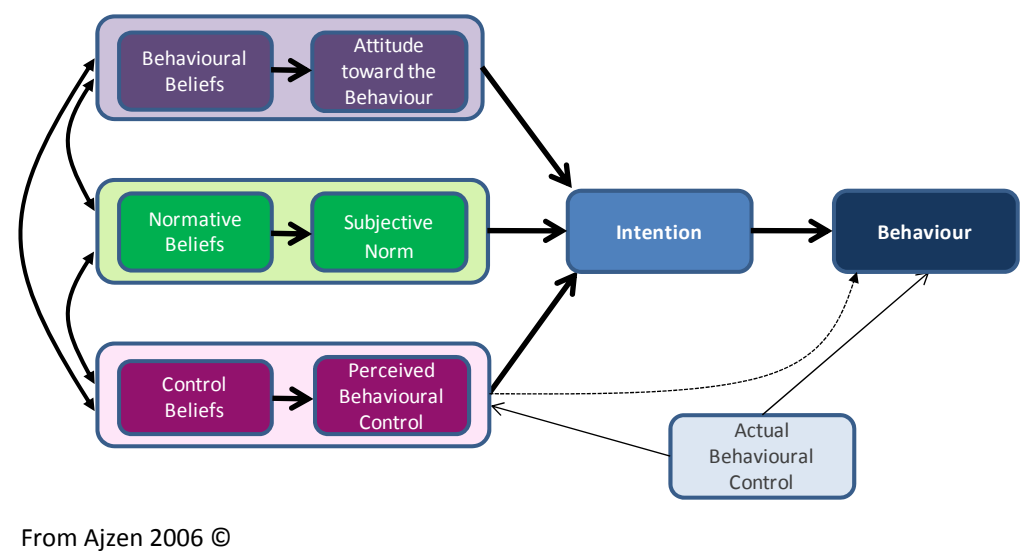 Behavioural
Beliefs
Attitude
toward the
Behaviour
Normative
Beliefs
Subjective
Norm
Intention
Behaviour
Control
Beliefs
Perceived
Behavioural
Control
Actual
Behavioural
Control
From Ajzen 2006 ©